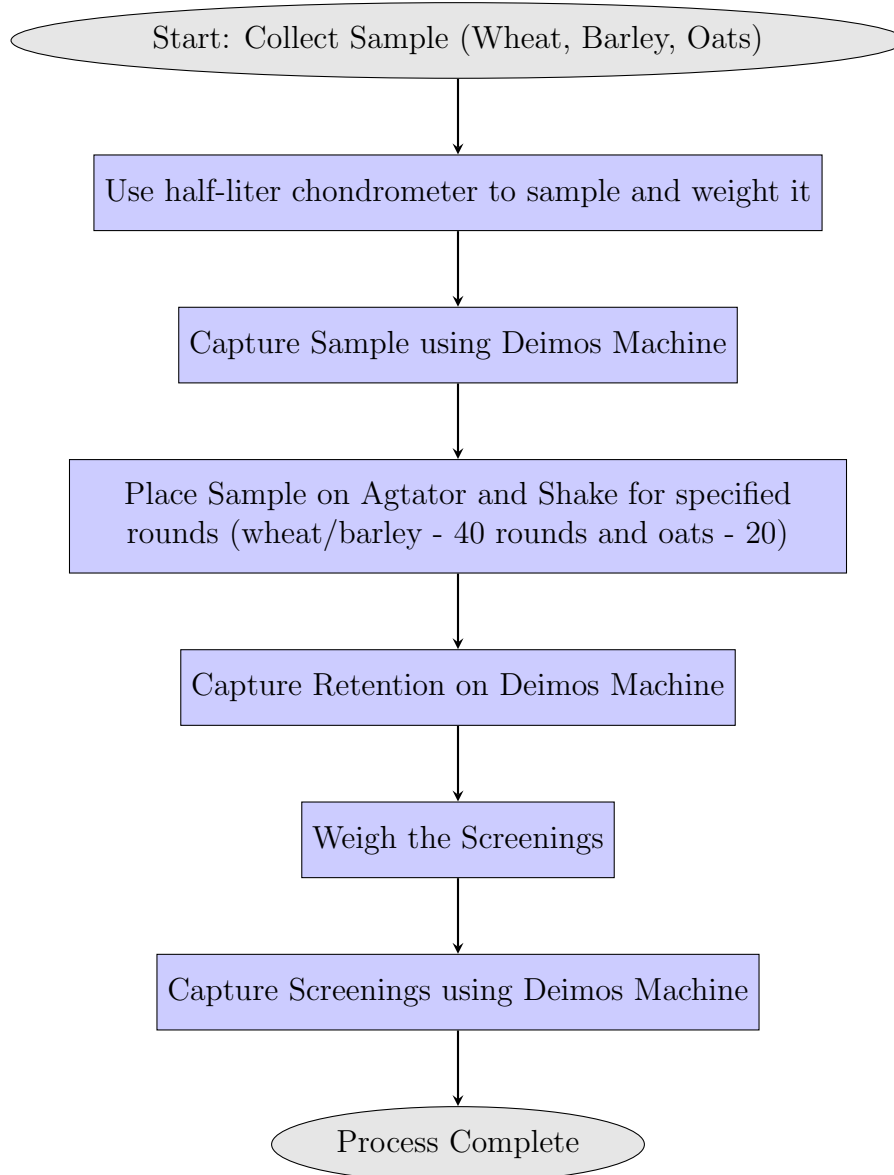 Start: Collect Sample (Wheat, Barley, Oats)
Use half-liter chondrometer to sample and weight it
Capture Sample using Deimos Machine
Place Sample on Agtator and Shake for specified
rounds (wheat/barley - 40 rounds and oats - 20)
Capture Retention on Deimos Machine
Weigh the Screenings
Capture Screenings using Deimos Machine
Process Complete